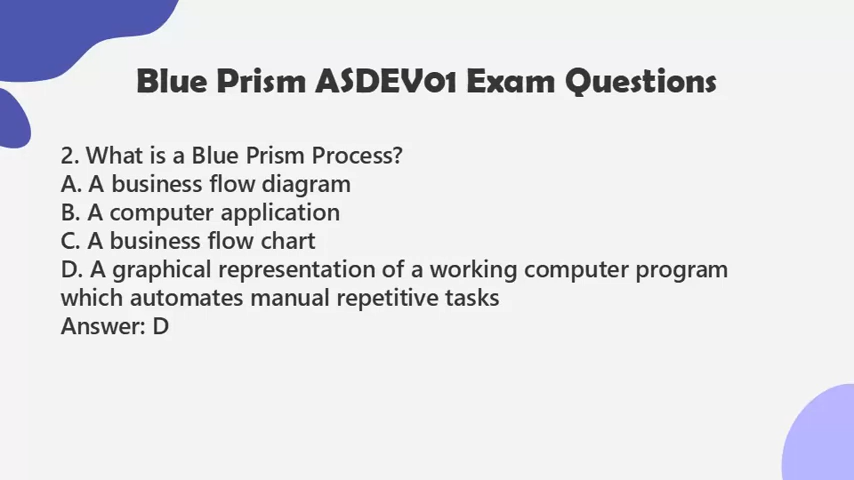 Blue Prism ASDEV01 Exam Questions
2. What is a Blue Prism Process?
A. A business flow diagram
B. A computer application
C. A business flow chart
D. A graphical representation of a working computer program
which automates manual repetitive tasks
Answer: D